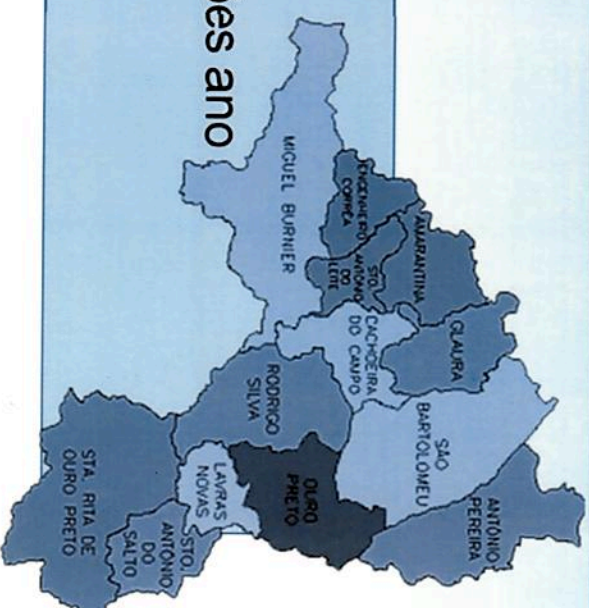 ões ano
MIGUEL BURNIER
ENGENHEIRO
CORRÊA
STO.
ANTÔNIO
DO
LEITE
AMARANTINA
GLAURA
CACHOEIRA
DO CAMPO
SÃO
BARTOLOMEU
ANTÔNIO
PEREIRA
RODRIGO
SILVA
OURO
PRETO
LAVRAS
NOVAS
STO.
ANTÔNIO
DO
SALTO
STA. RITA DE
OURO PRETO